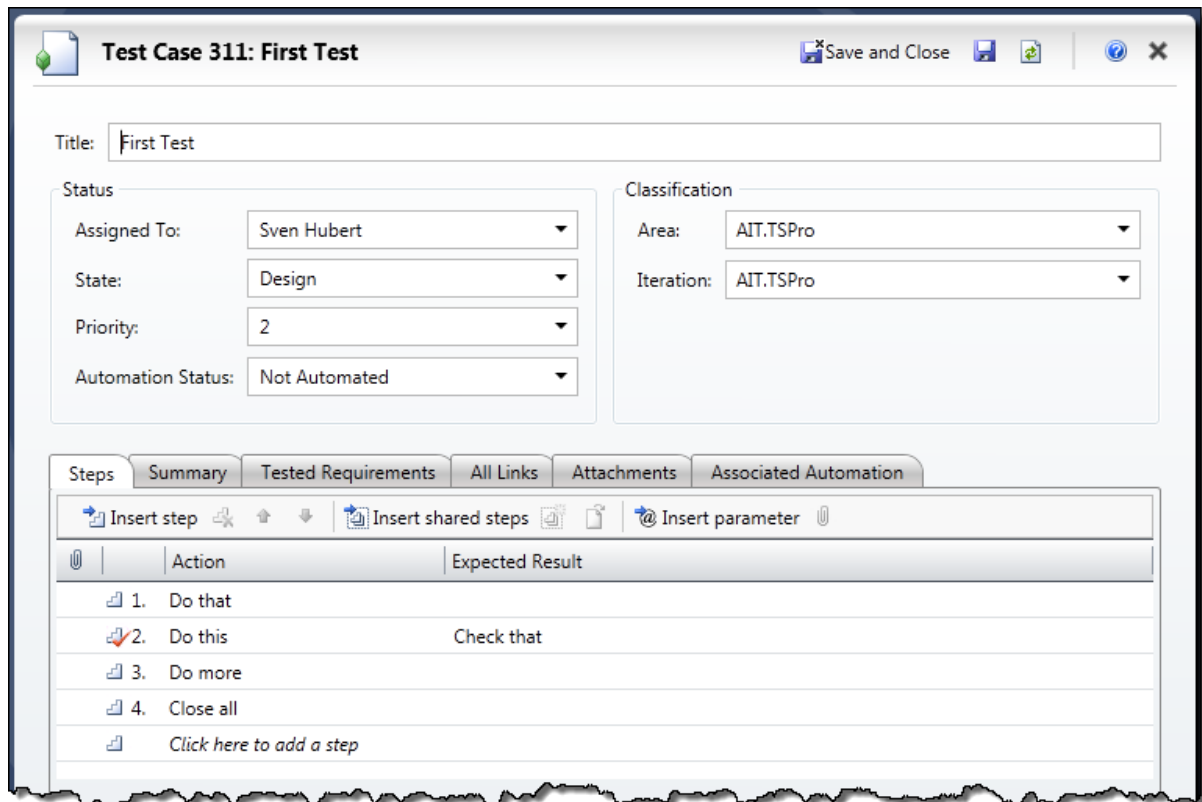 Test Case 311: First Test
Save and Close
Title: First Test
Status
Assigned To: Sven Hubert
State: Design
Priority: 2
Automation Status: Not Automated
Classification
Area: AIT.TSPro
Iteration: AIT.TSPro
Steps Summary Tested Requirements All Links Attachments Associated Automation
Insert step Insert shared steps Insert parameter
Action Expected Result
1. Do that
2. Do this Check that
3. Do more
4. Close all
Click here to add a step